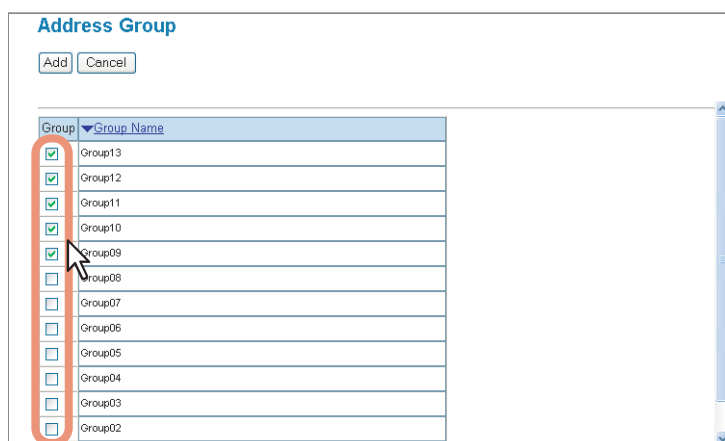 Address Group
Add Cancel
Group Group Name
Group13
Group12
Group11
Group10
Group09
Group08
Group07
Group06
Group05
Group04
Group03
Group02